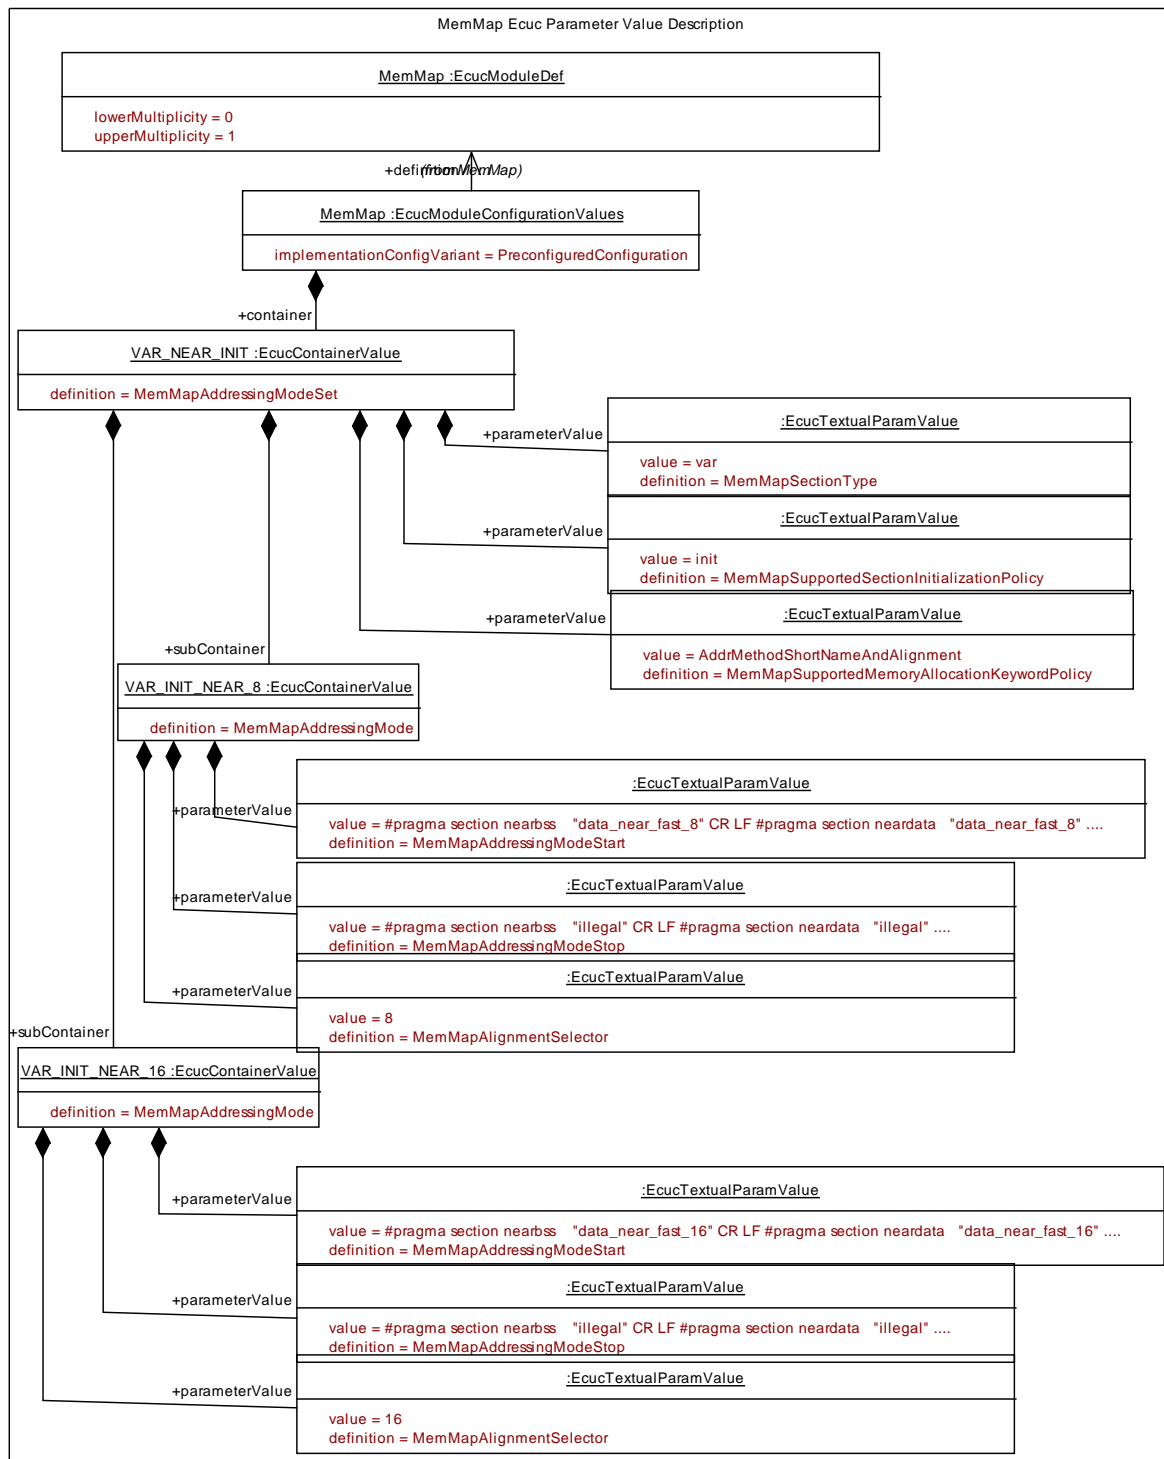 MemMap Ecuc Parameter Value Description
MemMap :EcucModuleDef
lowerMultiplicity = 0
upperMultiplicity = 1
+definition
(from MemMap)
MemMap :EcucModuleConfigurationValues
implementationConfigVariant = PreconfiguredConfiguration
+container
VAR_NEAR_INIT :EcucContainerValue
definition = MemMapAddressingModeSet
+parameterValue
:EcucTextualParamValue
value = var
definition = MemMapSectionType
+parameterValue
:EcucTextualParamValue
value = init
definition = MemMapSupportedSectionInitializationPolicy
+parameterValue
:EcucTextualParamValue
value = AddrMethodShortNameAndAlignment
definition = MemMapSupportedMemoryAllocationKeywordPolicy
+subContainer
VAR_INIT_NEAR_8 :EcucContainerValue
definition = MemMapAddressingMode
+parameterValue
:EcucTextualParamValue
value = #pragma section nearbss   "data_near_fast_8" CR LF #pragma section neardata   "data_near_fast_8" ....
definition = MemMapAddressingModeStart
+parameterValue
:EcucTextualParamValue
value = #pragma section nearbss   "illegal" CR LF #pragma section neardata   "illegal" ....
definition = MemMapAddressingModeStop
+parameterValue
:EcucTextualParamValue
value = 8
definition = MemMapAlignmentSelector
+subContainer
VAR_INIT_NEAR_16 :EcucContainerValue
definition = MemMapAddressingMode
+parameterValue
:EcucTextualParamValue
value = #pragma section nearbss   "data_near_fast_16" CR LF #pragma section neardata   "data_near_fast_16" ....
definition = MemMapAddressingModeStart
+parameterValue
:EcucTextualParamValue
value = #pragma section nearbss   "illegal" CR LF #pragma section neardata   "illegal" ....
definition = MemMapAddressingModeStop
+parameterValue
:EcucTextualParamValue
value = 16
definition = MemMapAlignmentSelector